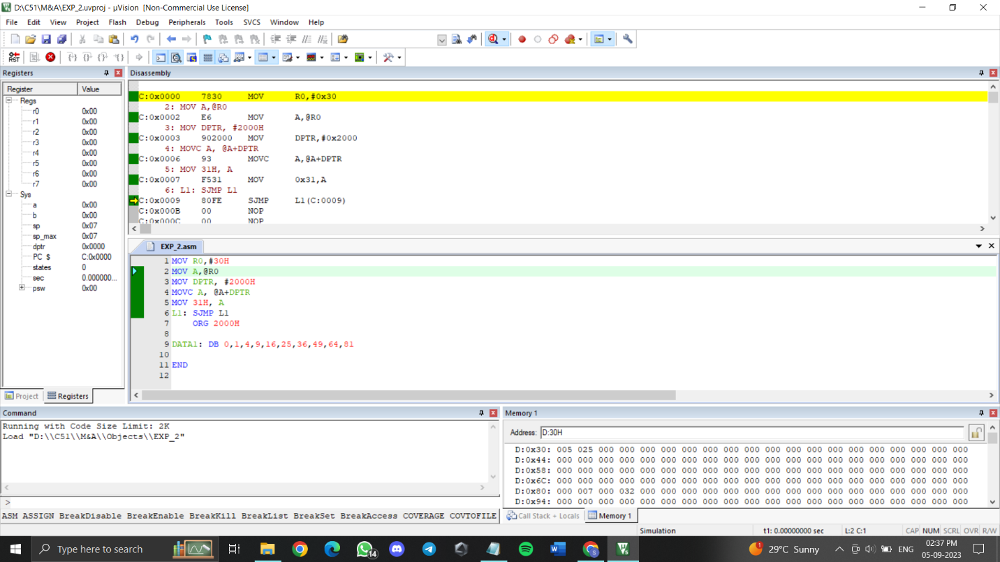 D:\C51\M&A\EXP_2.uvproj - µVision [Non-Commercial Use License]
File Edit View Project Flash Debug Peripherals Tools SVCS Window Help
RST
Registers
Register Value
Regs
r0 0x00
r1 0x00
r2 0x00
r3 0x00
r4 0x00
r5 0x00
r6 0x00
r7 0x00
Sys
a 0x00
b 0x00
sp 0x07
sp_max 0x07
dptr 0x0000
PC $ C:0x0000
states 0
sec 0.000000...
psw 0x00
Project Registers
Disassembly
C:0x0000 7830 MOV R0,#0x30
2: MOV A,@R0
C:0x0002 E6 MOV A,@R0
3: MOV DPTR, #2000H
C:0x0003 902000 MOV DPTR,#0x2000
4: MOVC A, @A+DPTR
C:0x0006 93 MOVC A,@A+DPTR
5: MOV 31H, A
C:0x0007 F531 MOV 0x31,A
6: L1: SJMP L1
C:0x0009 80FE SJMP L1(C:0009)
C:0x000B 00 NOP
C:0x000C 00 NOP
EXP_2.asm
1 MOV R0,#30H
2 MOV A,@R0
3 MOV DPTR, #2000H
4 MOVC A, @A+DPTR
5 MOV 31H, A
6 L1: SJMP L1
7 ORG 2000H
8
9 DATA1: DB 0,1,4,9,16,25,36,49,64,81
10
11 END
12
Command
Running with Code Size Limit: 2K
Load "D:\\C51\\M&A\\Objects\\EXP_2"
>
ASM ASSIGN BreakDisable BreakEnable BreakKill BreakList BreakSet BreakAccess COVERAGE COVTOFILE
Memory 1
Address: D:30H
D:0x30: 005 025 000 000 000 000 000 000 000 000 000 000 000 000 000 000 000 000 000 000
D:0x44: 000 000 000 000 000 000 000 000 000 000 000 000 000 000 000 000 000 000 000 000
D:0x58: 000 000 000 000 000 000 000 000 000 000 000 000 000 000 000 000 000 000 000 000
D:0x6C: 000 000 000 000 000 000 000 000 000 000 000 000 000 000 000 000 000 000 000 000
D:0x80: 000 007 000 032 000 000 000 000 000 000 000 000 000 000 000 000 000 000 000 000
D:0x94: 000 000 000 000 000 000 000 000 000 000 000 000 000 000 000 000 000 000 000 000
Call Stack + Locals Memory 1
Simulation t1: 0.00000000 sec L:2 C:1 CAP NUM SCRL OVR R/W
Type here to search
14
1
29°C Sunny
ENG
02:37 PM
05-09-2023